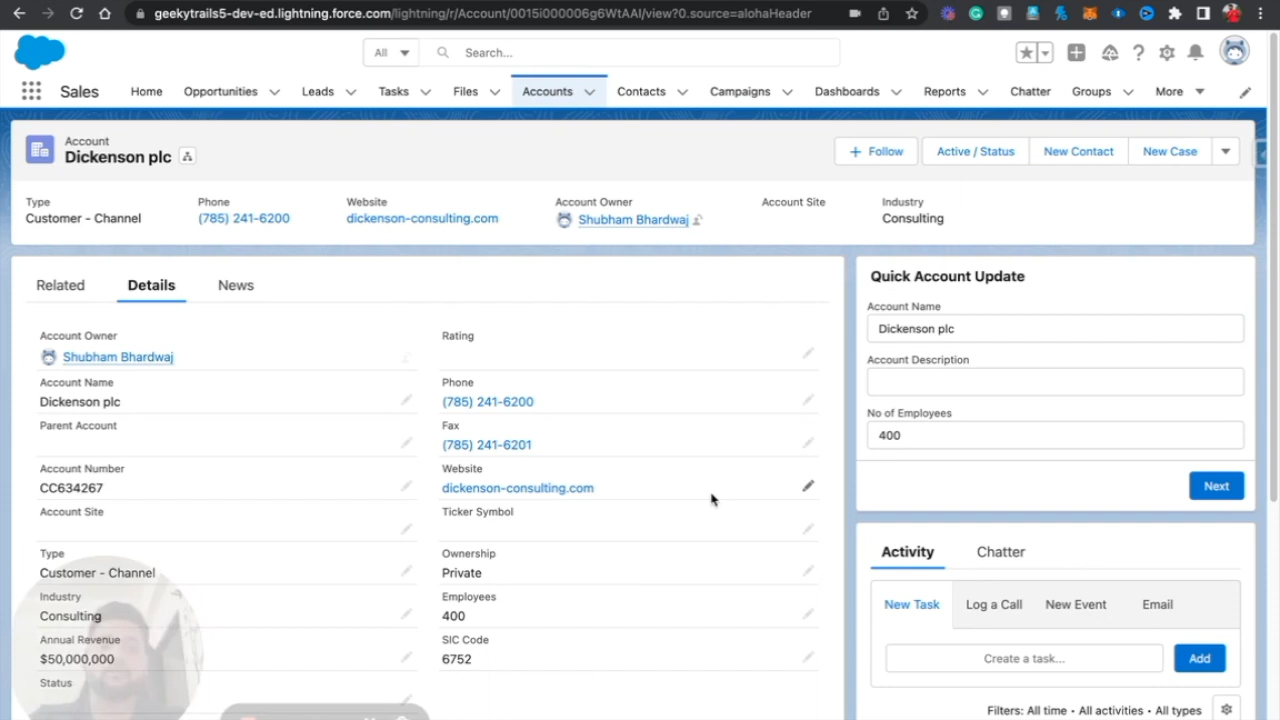 geekytrails5-dev-ed.lightning.force.com/lightning/r/Account/0015i000006g6WtAAI/view?0.source=alohaHeader
All
Search...
Sales
Home
Opportunities
Leads
Tasks
Files
Accounts
Contacts
Campaigns
Dashboards
Reports
Chatter
Groups
More
Account
Dickenson plc
+ Follow
Active / Status
New Contact
New Case
Type
Customer - Channel
Phone
(785) 241-6200
Website
dickenson-consulting.com
Account Owner
Shubham Bhardwaj
Account Site
Industry
Consulting
Related
Details
News
Account Owner
Shubham Bhardwaj
Rating
Account Name
Dickenson plc
Phone
(785) 241-6200
Parent Account
Fax
(785) 241-6201
Account Number
CC634267
Website
dickenson-consulting.com
Account Site
Ticker Symbol
Type
Customer - Channel
Ownership
Private
Industry
Consulting
Employees
400
Annual Revenue
$50,000,000
SIC Code
6752
Status
Quick Account Update
Account Name
Dickenson plc
Account Description
No of Employees
400
Next
Activity
Chatter
New Task
Log a Call
New Event
Email
Create a task...
Add
Filters: All time • All activities • All types